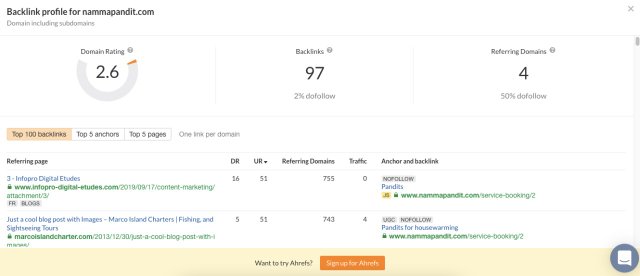 Backlink profile for nammapandit.com
Domain including subdomains
Domain Rating
2.6
Backlinks
97
2% dofollow
Referring Domains
4
50% dofollow
Top 100 backlinks Top 5 anchors Top 5 pages One link per domain
Referring page DR UR Referring Domains Traffic Anchor and backlink
3 - Infopro Digital Etudes 16 51 755 0 NOFOLLOW
www.infopro-digital-etudes.com/2019/09/17/content-marketing/ Pandits
attachment/3/ JS www.nammapandit.com/service-booking/2
FR BLOGS
Just a cool blog post with Images – Marco Island Charters | Fishing, and 5 51 743 4 UGC NOFOLLOW
Sightseeing Tours Pandits for housewarming
marcoislandcharter.com/2013/12/30/just-a-cool-blog-post-with-i www.nammapandit.com/service-booking/2
mages/
Want to try Ahrefs? Sign up for Ahrefs